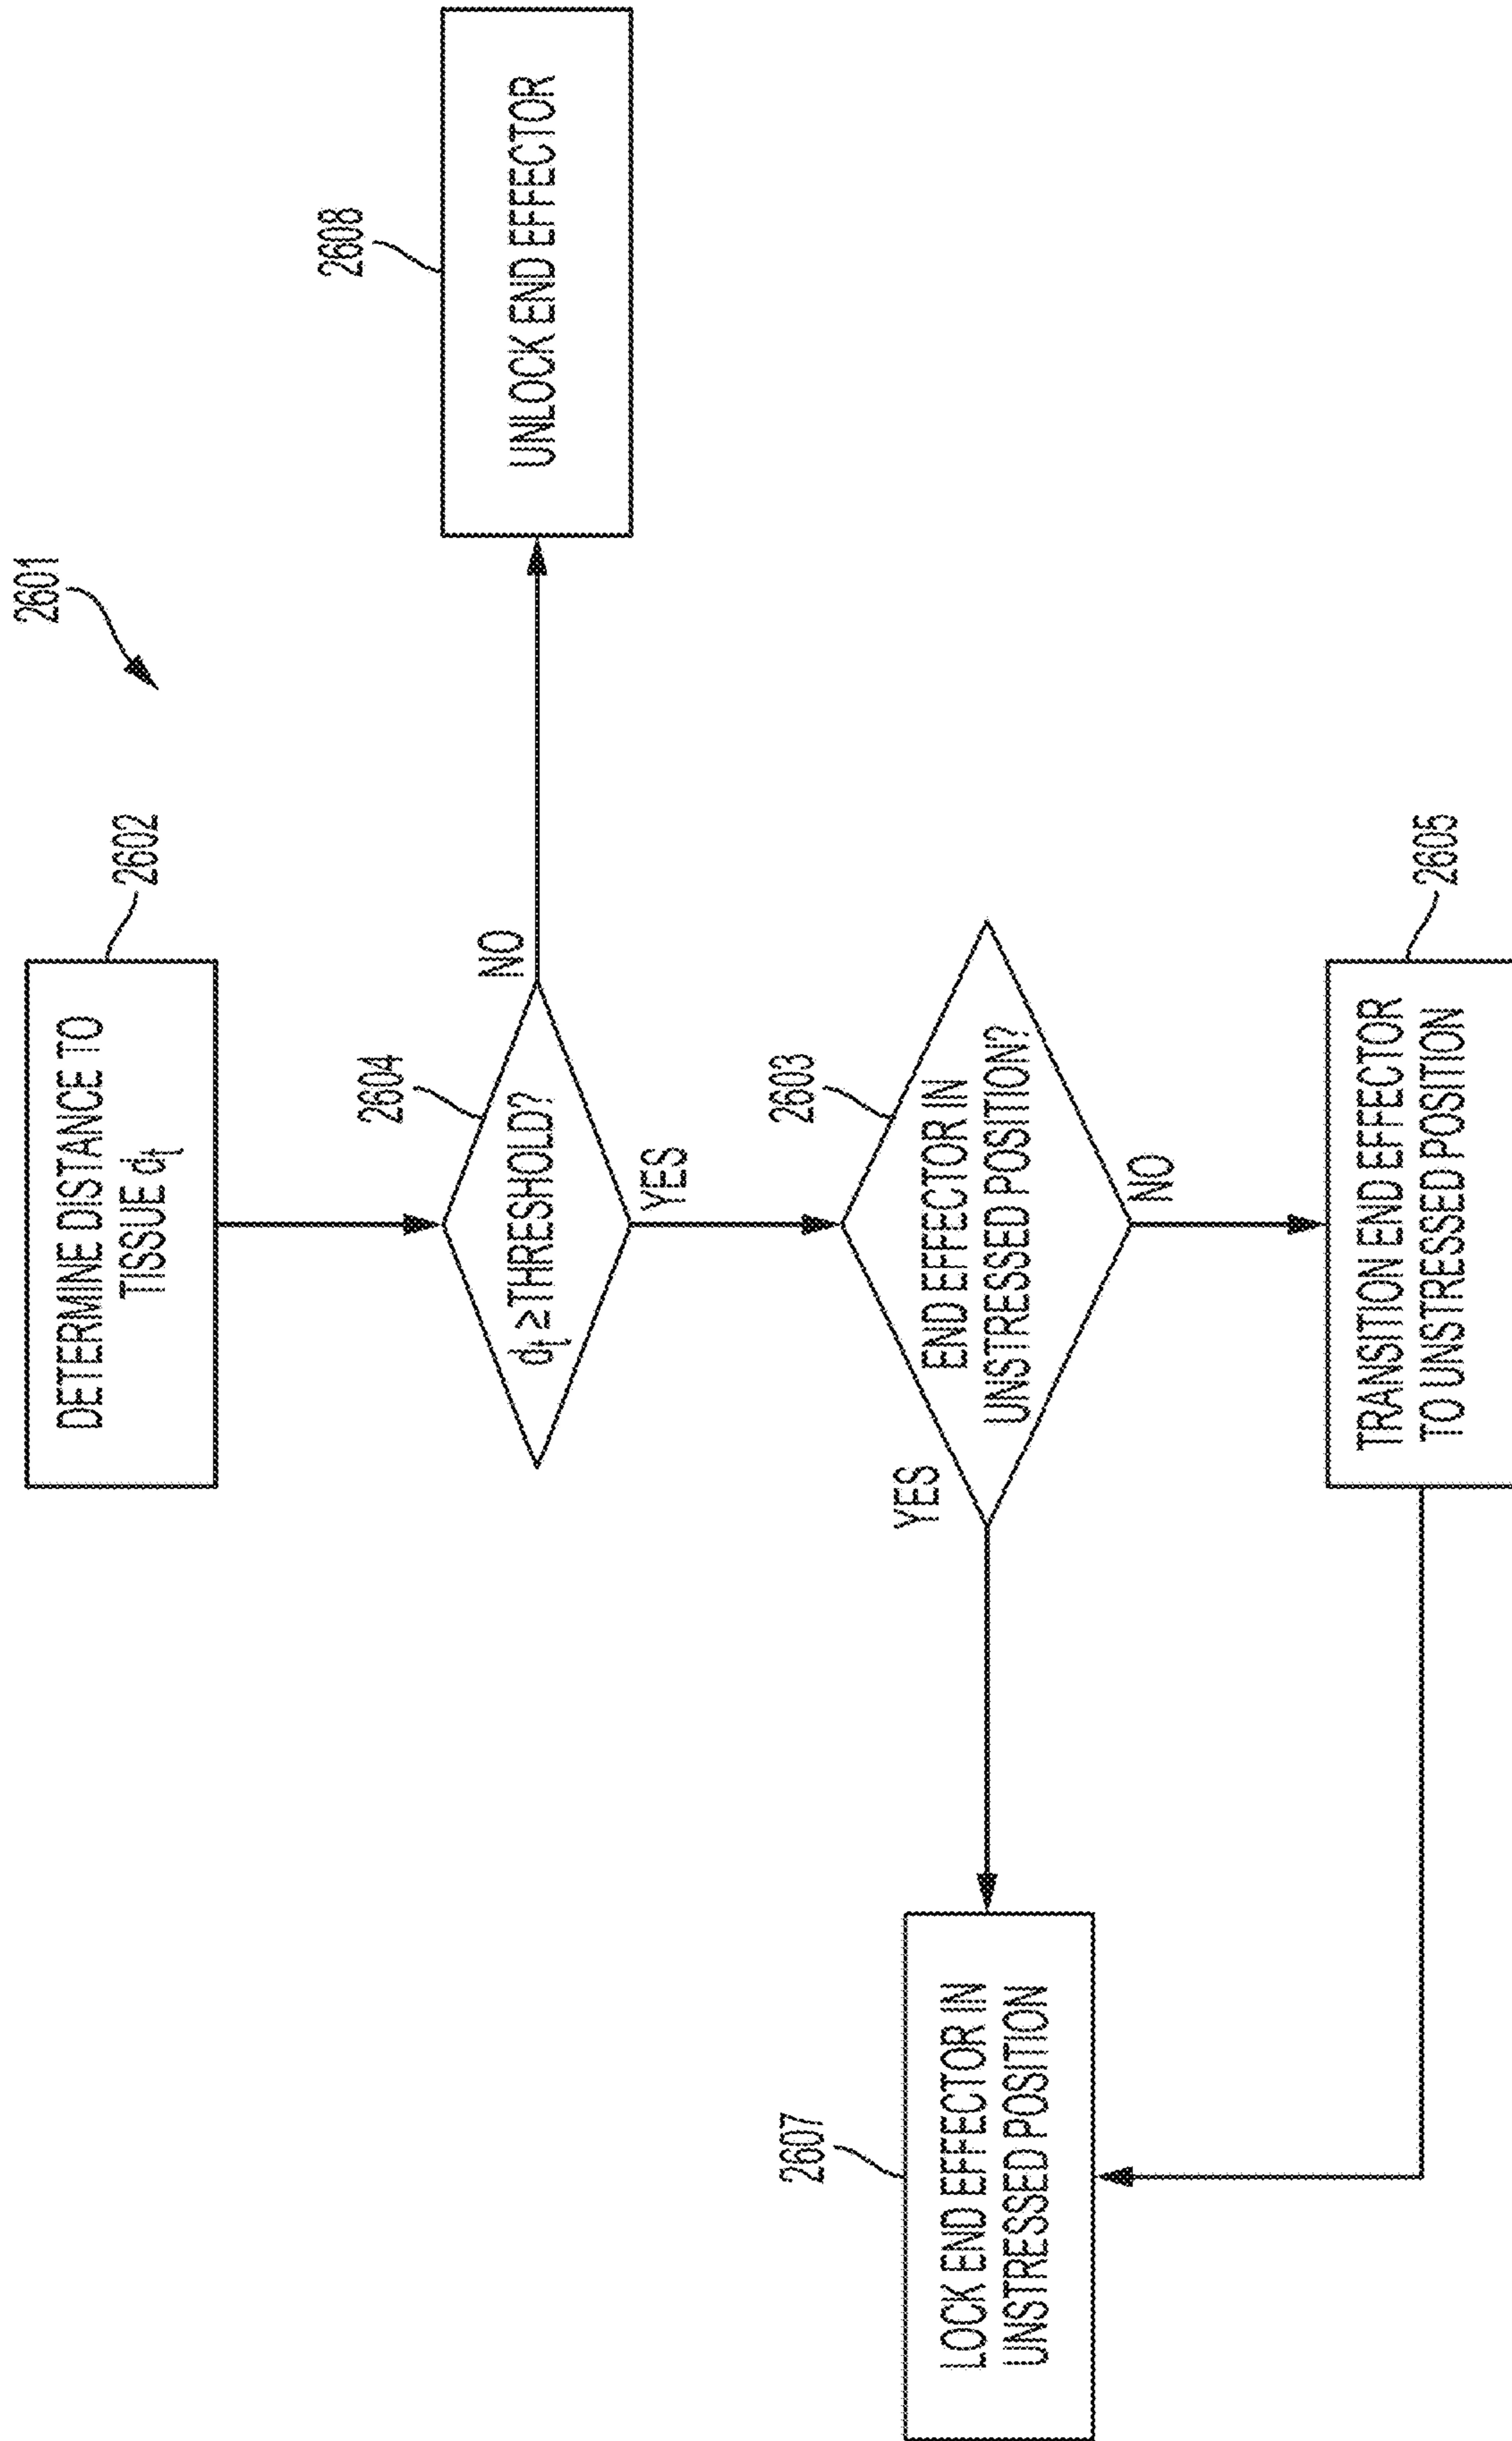 2601
DETERMINE DISTANCE TO
TISSUE dt
2602
dt ≥ THRESHOLD?
2604
NO
UNLOCK END EFFECTOR
2608
YES
END EFFECTOR IN
UNSTRESSED POSITION?
2603
YES
LOCK END EFFECTOR IN
UNSTRESSED POSITION
2607
NO
TRANSITION END EFFECTOR
TO UNSTRESSED POSITION
2605